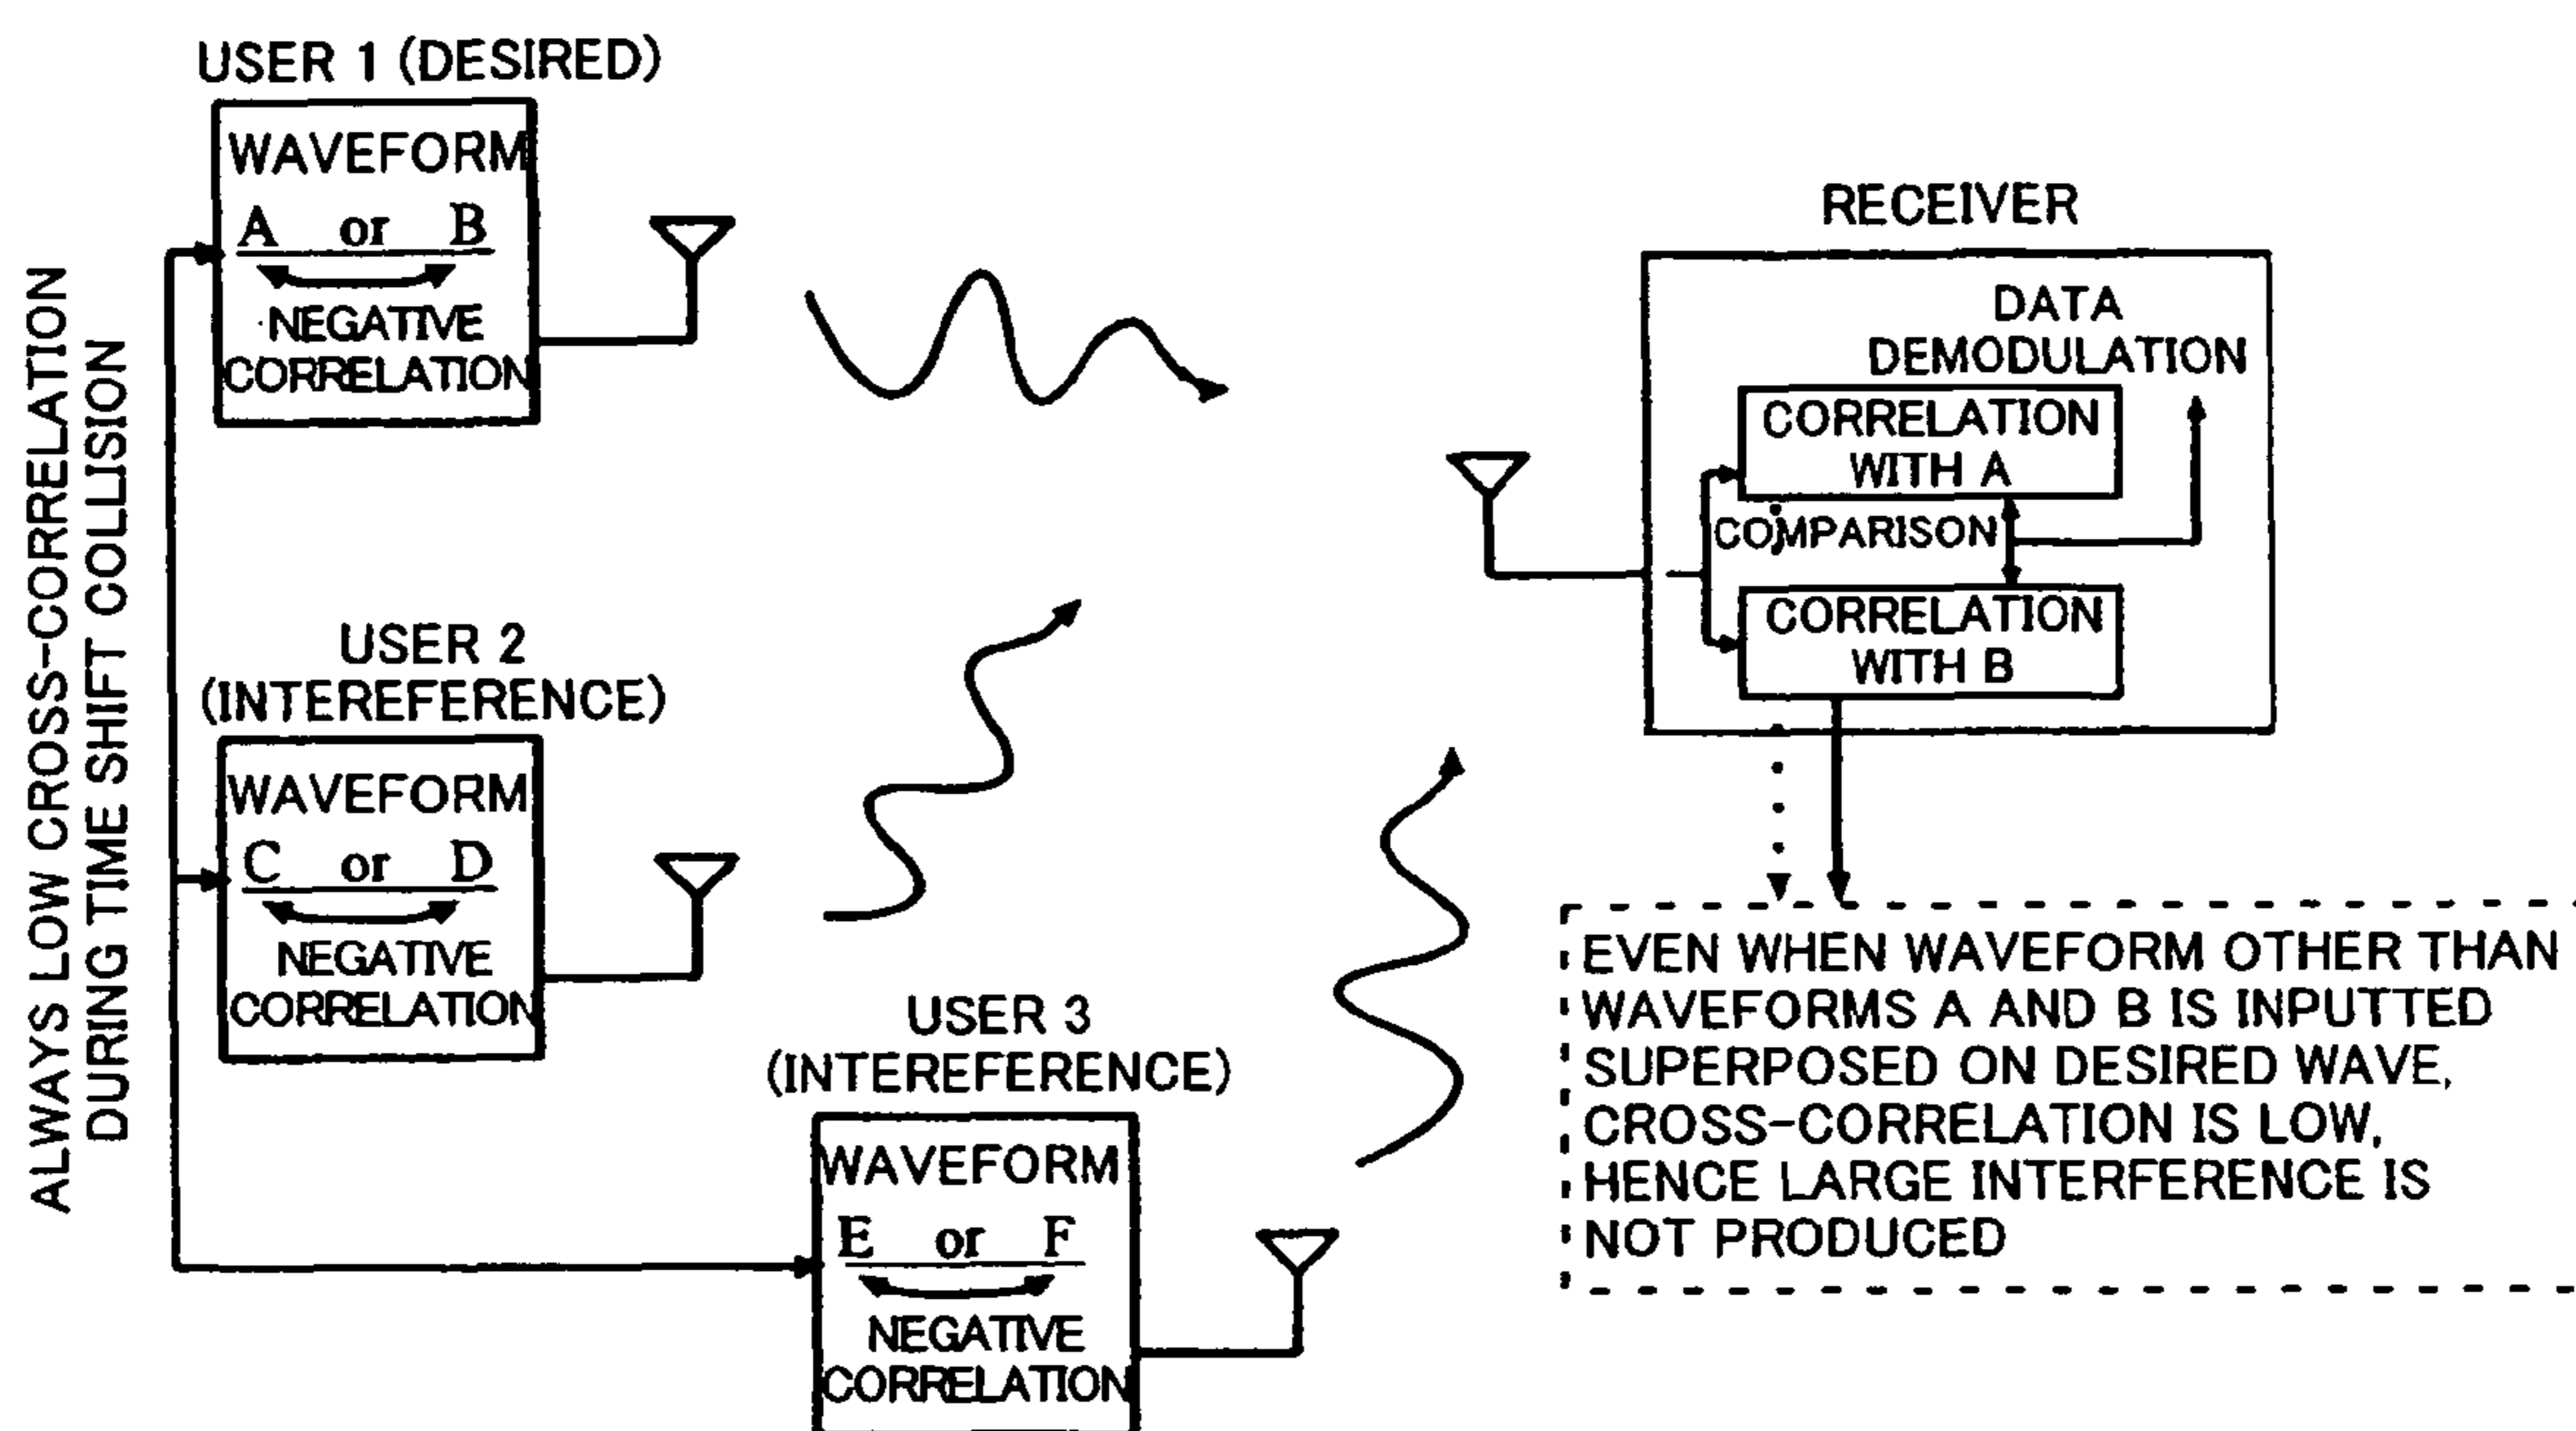 USER 1 (DESIRED)
WAVEFORM
A or B
NEGATIVE
CORRELATION
ALWAYS LOW CROSS-CORRELATION
DURING TIME SHIFT COLLISION
USER 2
(INTEREFERENCE)
WAVEFORM
C or D
NEGATIVE
CORRELATION
USER 3
(INTEREFERENCE)
WAVEFORM
E or F
NEGATIVE
CORRELATION
RECEIVER
DATA
DEMODULATION
CORRELATION
WITH A
COMPARISON
CORRELATION
WITH B
EVEN WHEN WAVEFORM OTHER THAN
WAVEFORMS A AND B IS INPUTTED
SUPERPOSED ON DESIRED WAVE,
CROSS-CORRELATION IS LOW,
HENCE LARGE INTERFERENCE IS
NOT PRODUCED